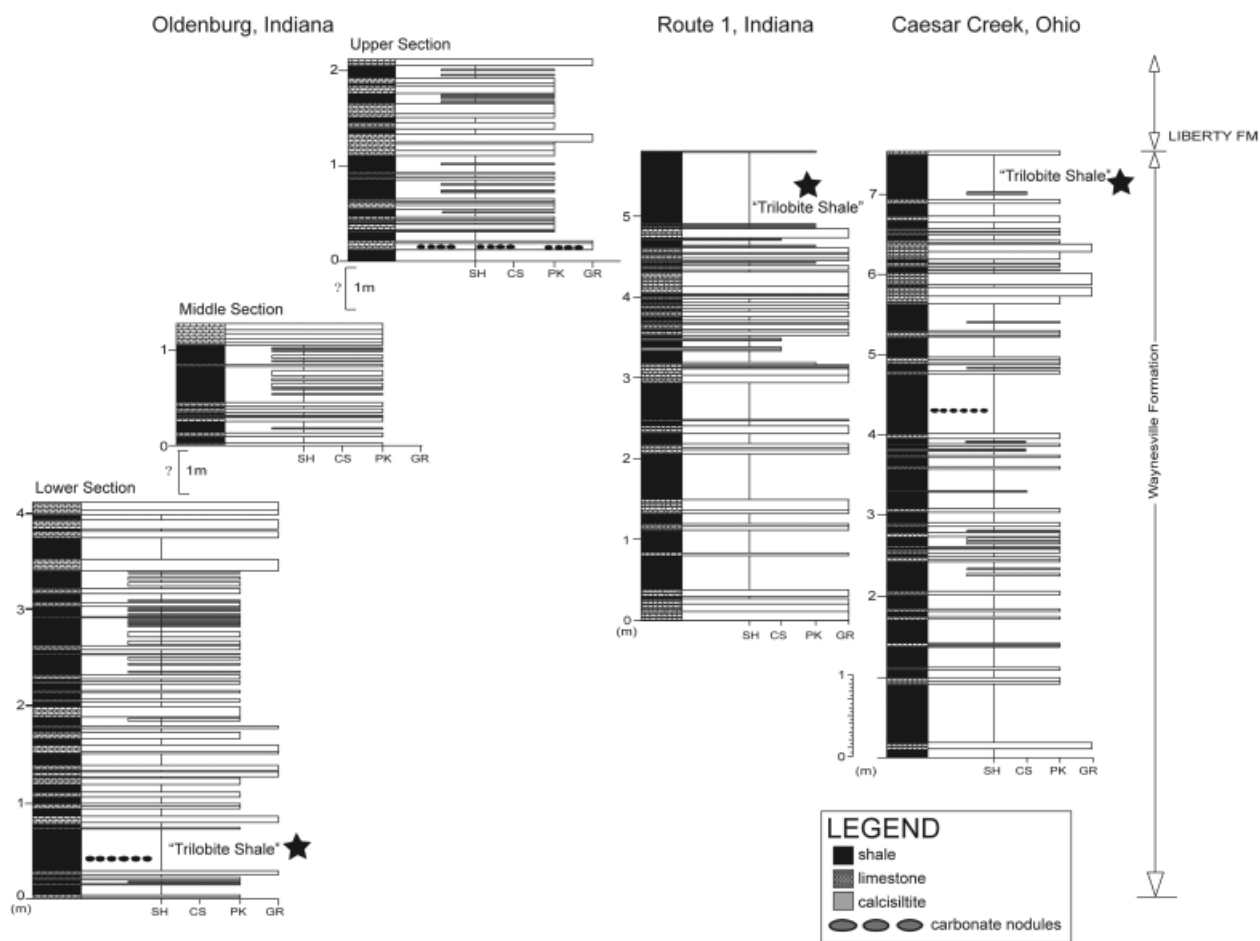 Oldenburg, Indiana
Route 1, Indiana
Caesar Creek, Ohio
Upper Section
2
1
0
SH CS PK GR
? 1m
Middle Section
1
0
SH CS PK GR
? 1m
Lower Section
4
3
2
1
"Trilobite Shale"
0
(m)
SH CS PK GR
"Trilobite Shale"
5
4
3
2
1
0
(m)
SH CS PK GR
"Trilobite Shale"
7
6
5
4
3
2
1
1
0
(m)
SH CS PK GR
LIBERTY FM
Waynesville Formation
LEGEND
shale
limestone
calcisiltite
carbonate nodules